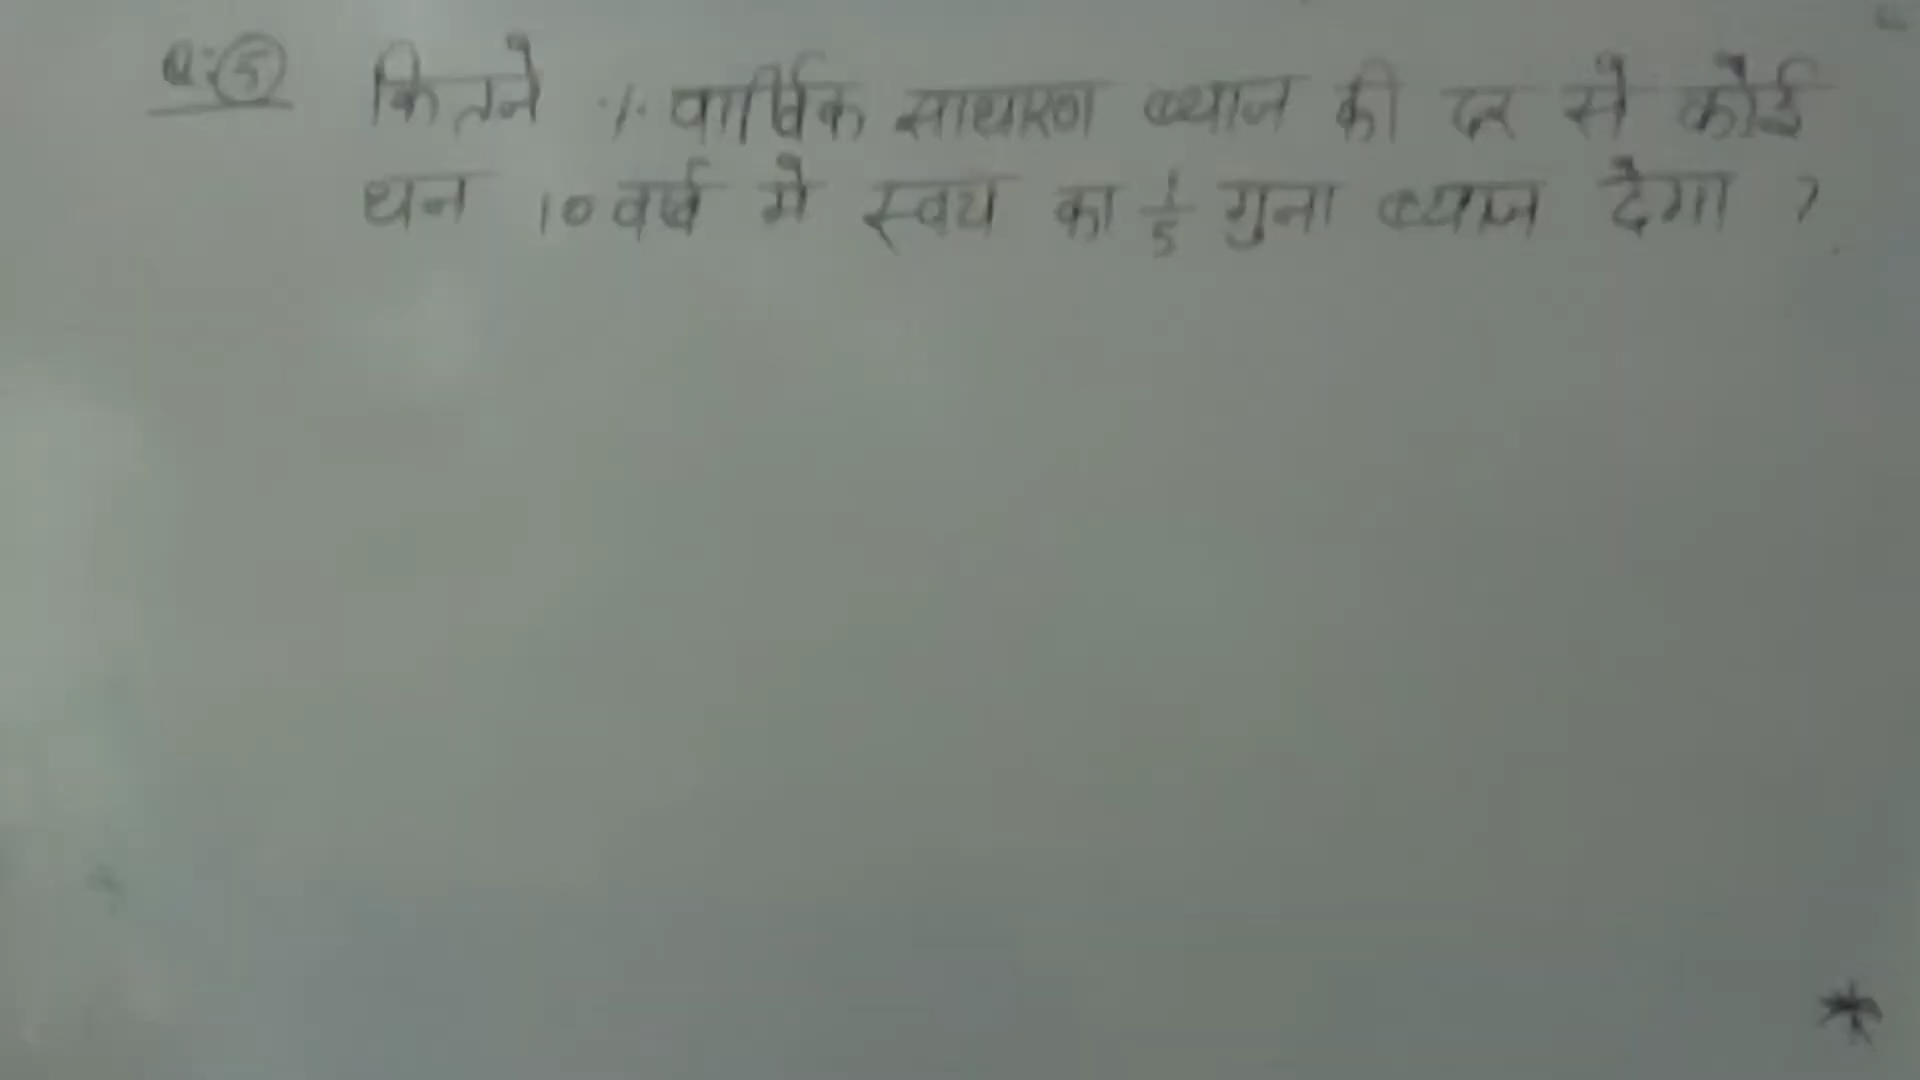 Q:⑤ कितने % वार्षिक साधारण ब्याज की दर से कोई
धन 10 वर्ष मे स्वय का 1/5 गुना ब्याज देगा ?
*